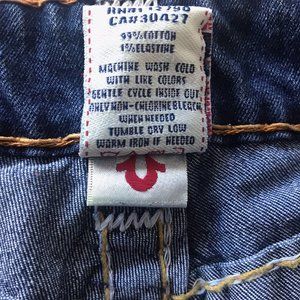 CA#30427
99% COTTON
1% ELASTINE
MACHINE WASH COLD
WITH LIKE COLORS
GENTLE CYCLE INSIDE OUT
ONLY NON-CHLORINE BLEACH
WHEN NEEDED
TUMBLE DRY LOW
WARM IRON IF NEEDED